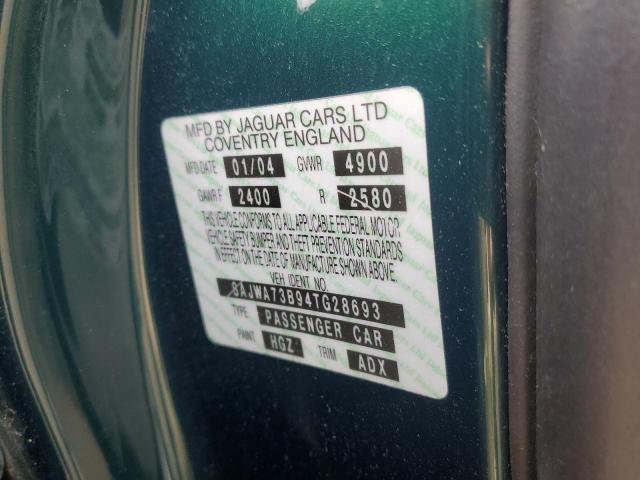 MFD BY JAGUAR CARS LTD
COVENTRY ENGLAND
MFD DATE 01/04 GVWR 4900
GAWR F 2400 R 2580
THIS VEHICLE CONFORMS TO ALL APPLICABLE FEDERAL MOTOR
VEHICLE SAFETY BUMPER AND THEFT PREVENTION STANDARDS
IN EFFECT ON THE DATE OF MANUFACTURE SHOWN ABOVE.
VEH. IDENT NO.
SAJWA73B94TG28693
TYPE PASSENGER CAR
PAINT HGZ TRIM ADX